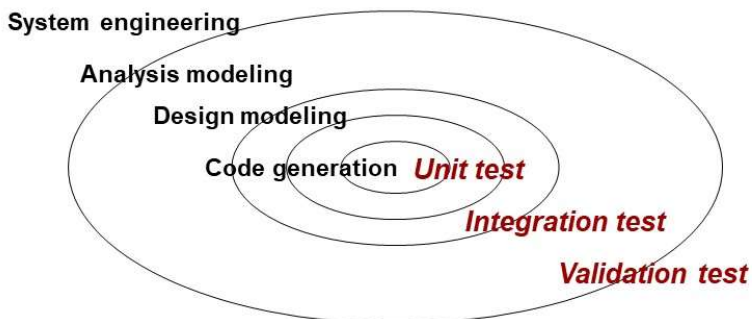 System engineering
Analysis modeling
Design modeling
Code generation Unit test
Integration test
Validation test